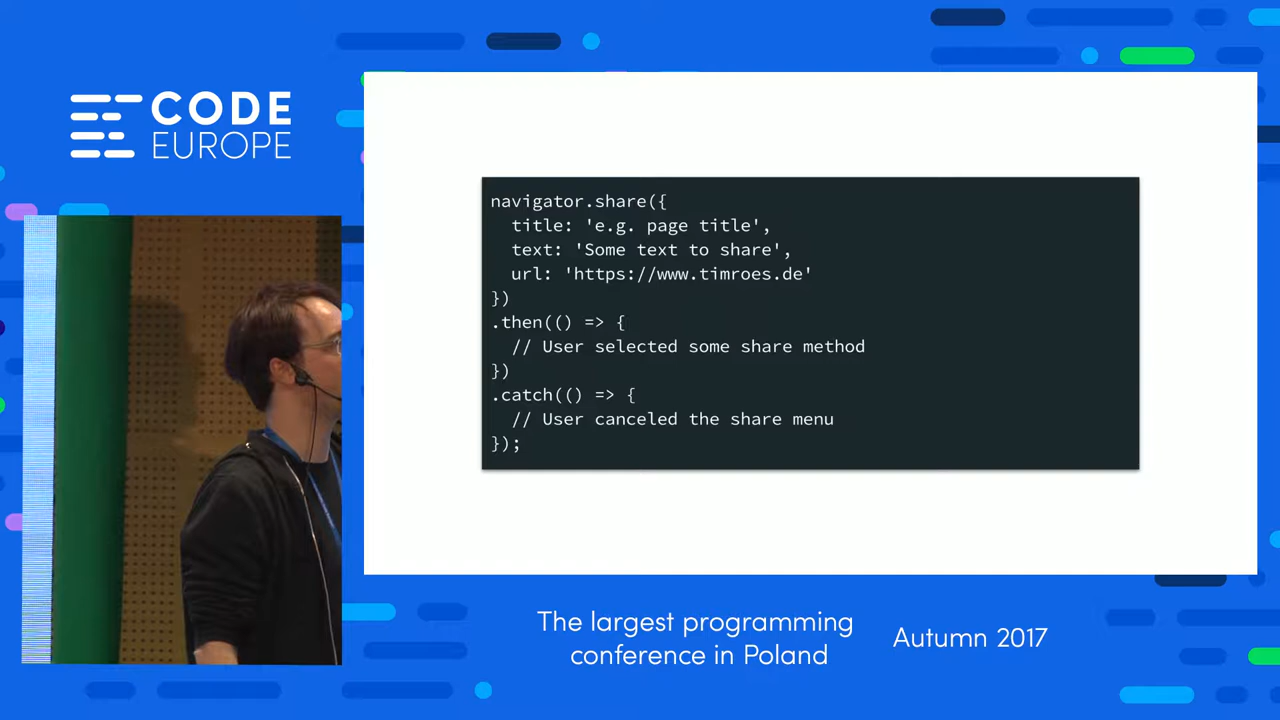 CODE
EUROPE
navigator.share({
  title: 'e.g. page title',
  text: 'Some text to share',
  url: 'https://www.timroes.de'
})
.then(() => {
  // User selected some share method
})
.catch(() => {
  // User canceled the share menu
});
The largest programming
conference in Poland
Autumn 2017